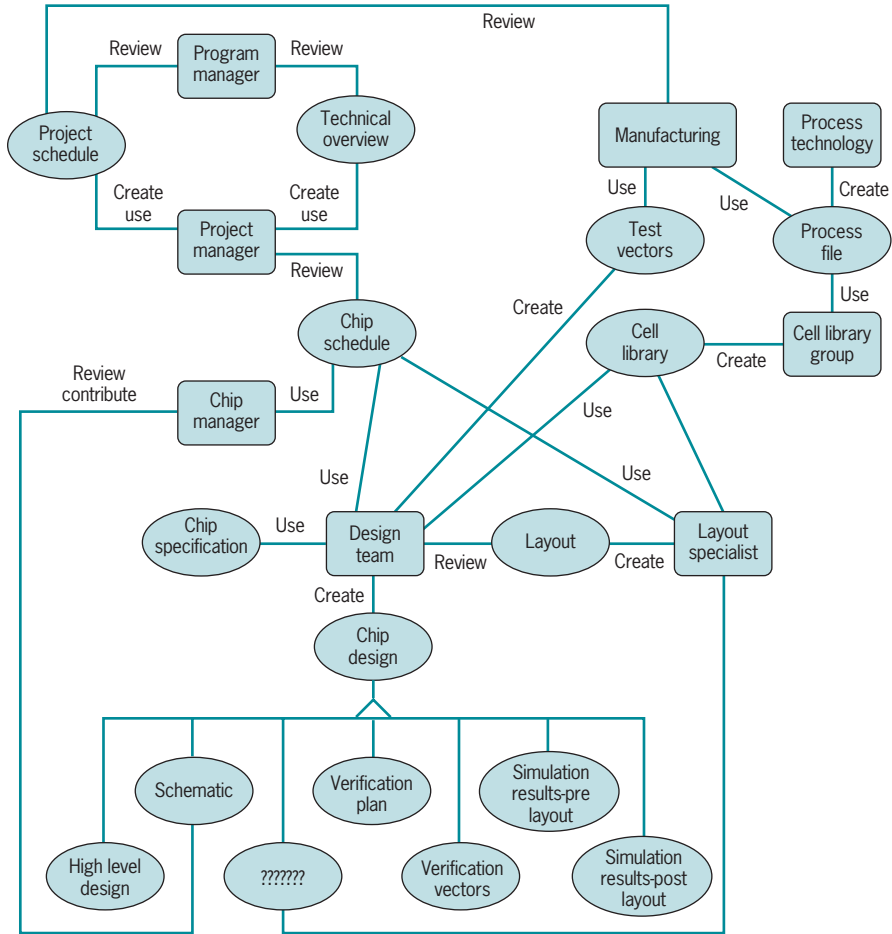 Review
Review
Program
manager
Review
Project
schedule
Technical
overview
Manufacturing
Process
technology
Create
use
Create
use
Use
Use
Create
Project
manager
Review
Test
vectors
Process
file
Use
Create
Chip
schedule
Cell
library
Create
Cell library
group
Review
contribute
Chip
manager
Use
Use
Use
Use
Chip
specification
Use
Design
team
Review
Layout
Create
Layout
specialist
Create
Chip
design
Schematic
Verification
plan
Simulation
results-pre
layout
High level
design
???????
Verification
vectors
Simulation
results-post
layout